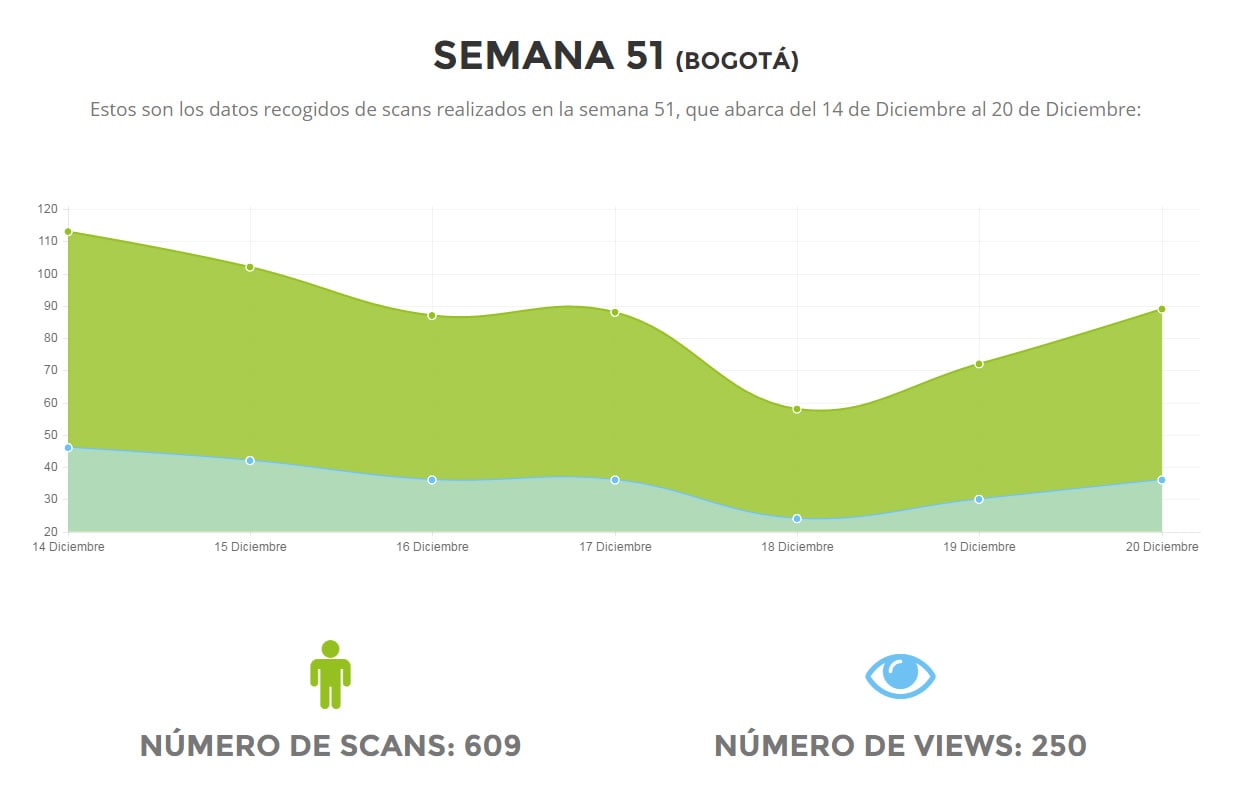 SEMANA 51 (BOGOTÁ)
Estos son los datos recogidos de scans realizados en la semana 51, que abarca del 14 de Diciembre al 20 de Diciembre:
120
110
100
90
80
70
60
50
40
30
20
14 Diciembre 15 Diciembre 16 Diciembre 17 Diciembre 18 Diciembre 19 Diciembre 20 Diciembre
NÚMERO DE SCANS: 609 NÚMERO DE VIEWS: 250